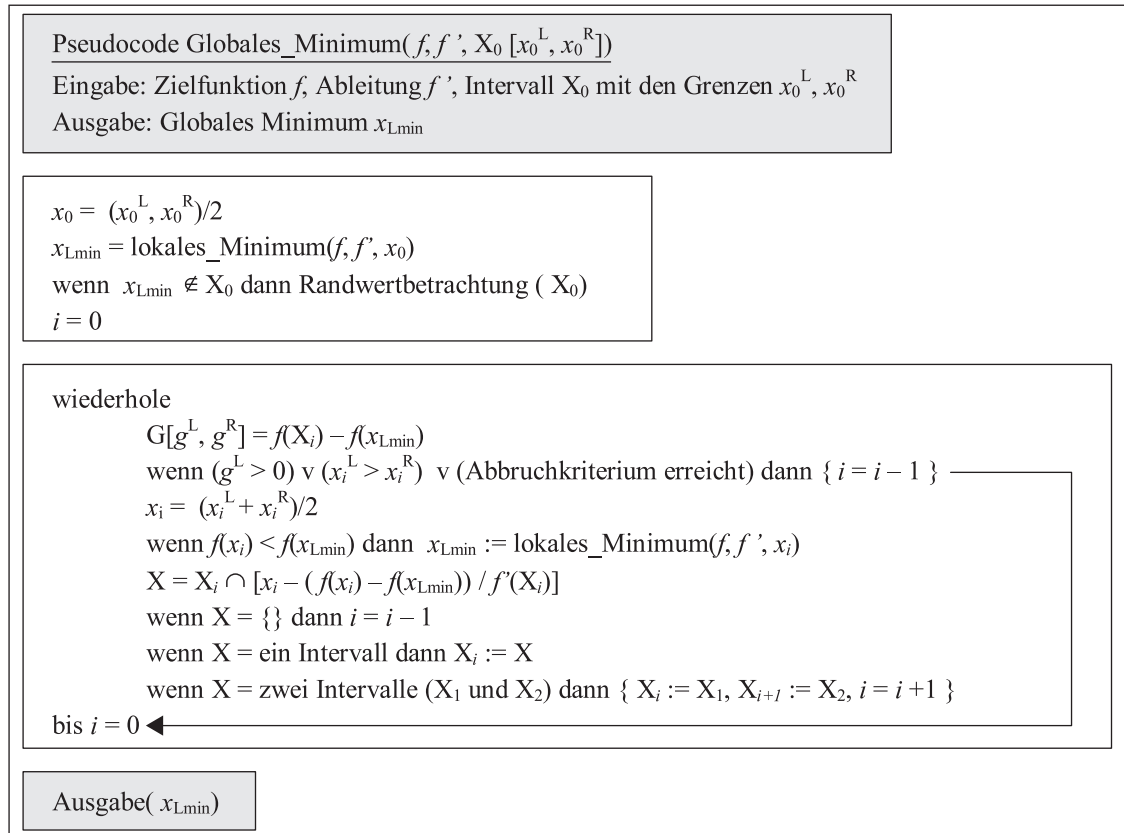 Pseudocode Globales_Minimum( f, f ’, X₀ [x₀ᴸ, x₀ᴿ])
Eingabe: Zielfunktion f, Ableitung f ’, Intervall X₀ mit den Grenzen x₀ᴸ, x₀ᴿ
Ausgabe: Globales Minimum xLmin
x₀ = (x₀ᴸ, x₀ᴿ)/2
xLmin = lokales_Minimum(f, f’, x₀)
wenn xLmin ∉ X₀ dann Randwertbetrachtung ( X₀)
i = 0
wiederhole
G[gᴸ, gᴿ] = f(Xᵢ) – f(xLmin)
wenn (gᴸ > 0) v (xᵢᴸ > xᵢᴿ) v (Abbruchkriterium erreicht) dann { i = i – 1 }
xᵢ = (xᵢᴸ + xᵢᴿ)/2
wenn f(xᵢ) < f(xLmin) dann xLmin := lokales_Minimum(f, f ’, xᵢ)
X = Xᵢ ∩ [xᵢ – ( f(xᵢ) – f(xLmin)) / f’(Xᵢ)]
wenn X = {} dann i = i – 1
wenn X = ein Intervall dann Xᵢ := X
wenn X = zwei Intervalle (X₁ und X₂) dann { Xᵢ := X₁, Xᵢ₊₁ := X₂, i = i +1 }
bis i = 0
Ausgabe( xLmin)